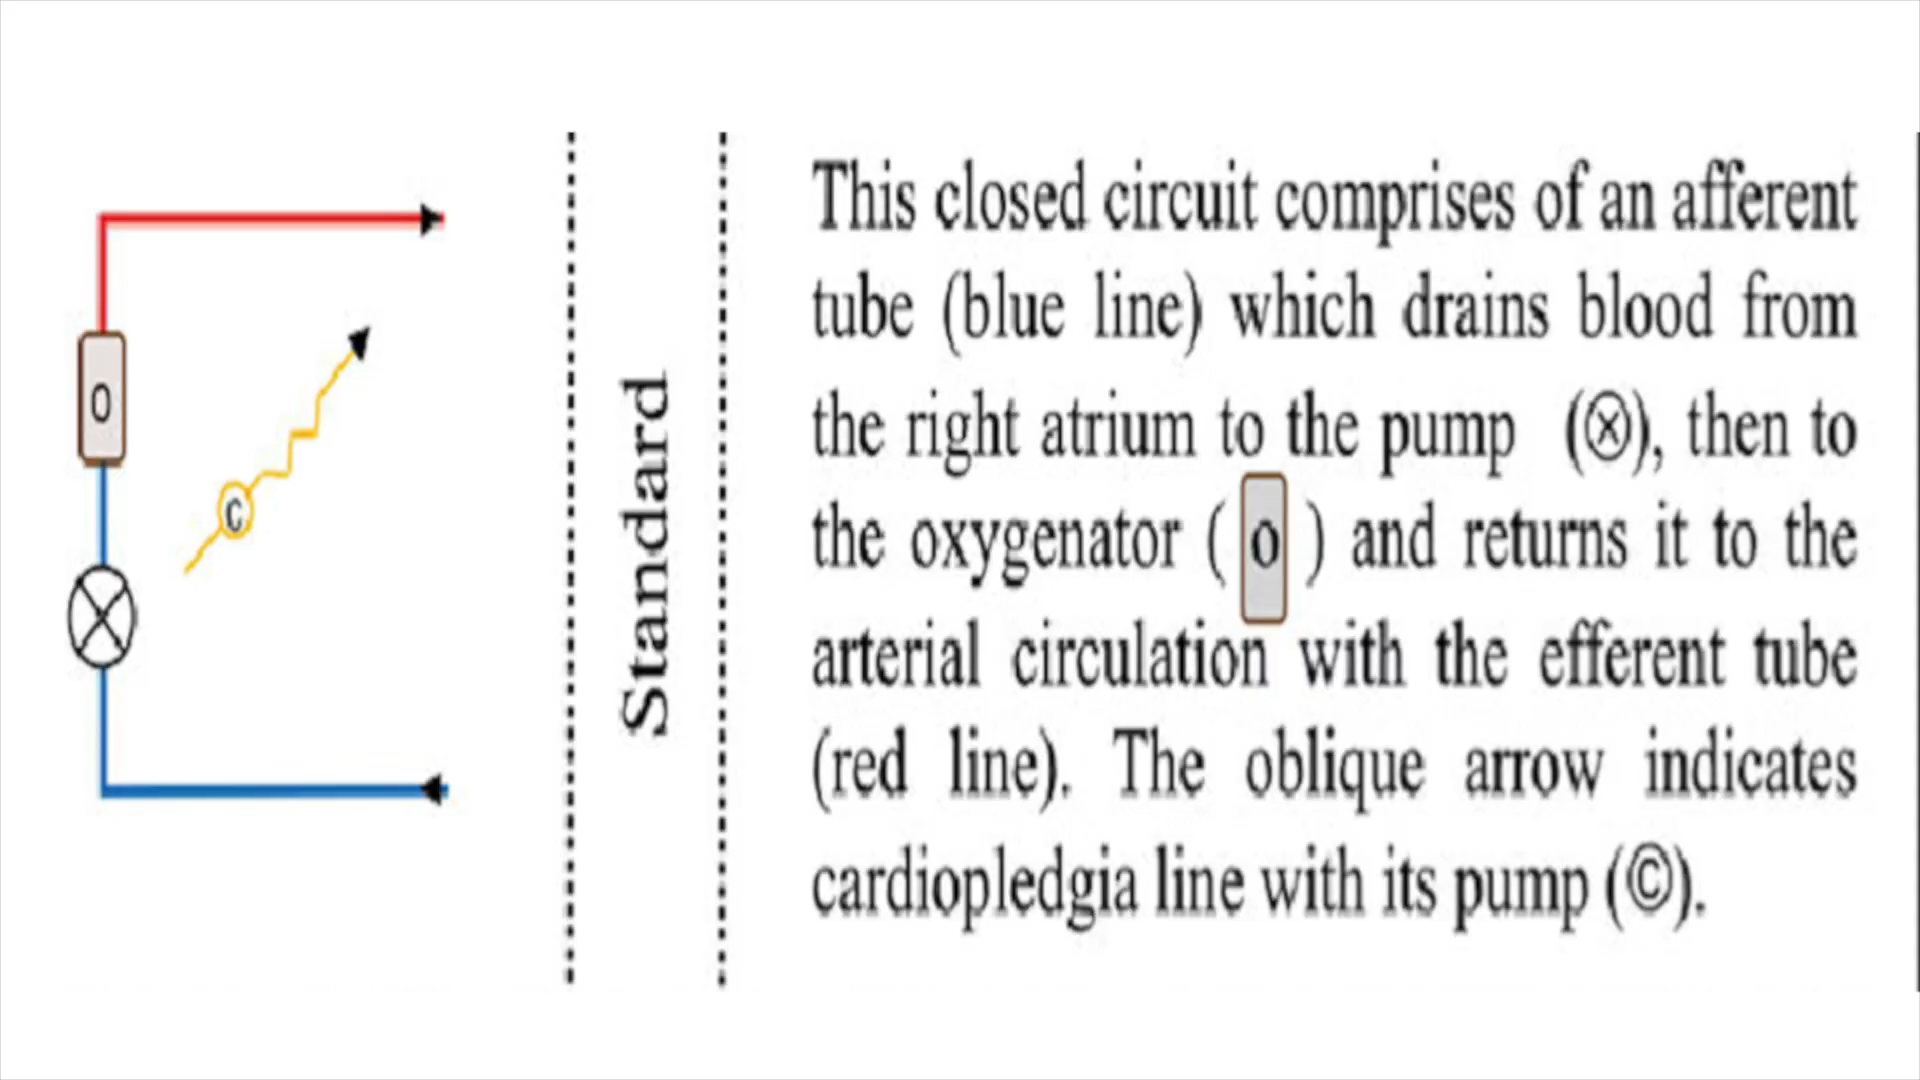 O
C
Standard
This closed circuit comprises of an afferent
tube (blue line) which drains blood from
the right atrium to the pump (⊗), then to
the oxygenator ( O ) and returns it to the
arterial circulation with the efferent tube
(red line). The oblique arrow indicates
cardiopledgia line with its pump (©).